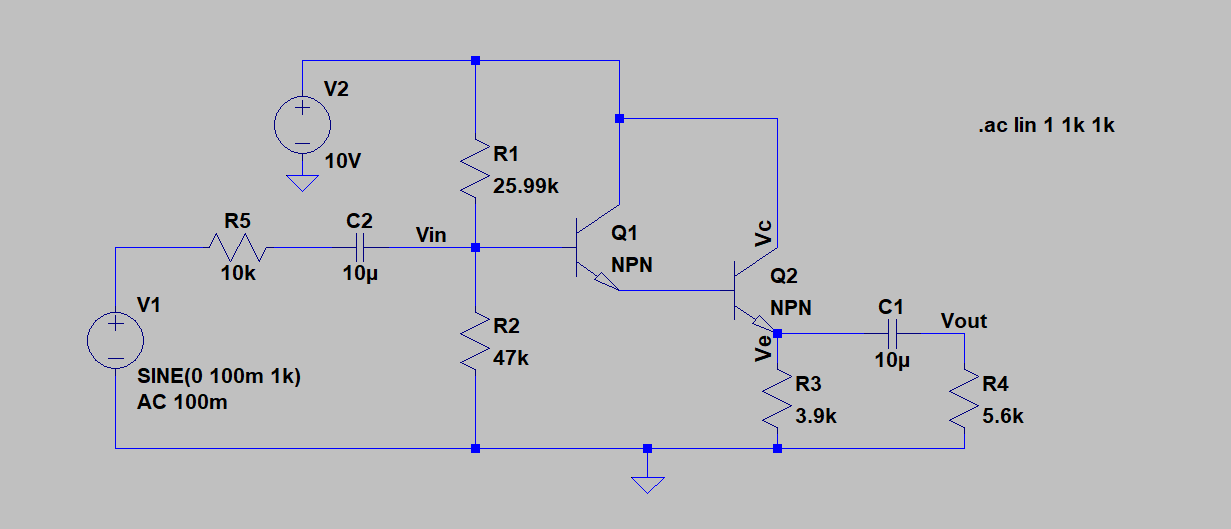 V2
10V
.ac lin 1 1k 1k
R1
25.99k
R5
10k
C2
10µ
Vin
Q1
NPN
Vc
Q2
NPN
V1
SINE(0 100m 1k)
AC 100m
R2
47k
C1
10µ
Vout
Ve
R3
3.9k
R4
5.6k